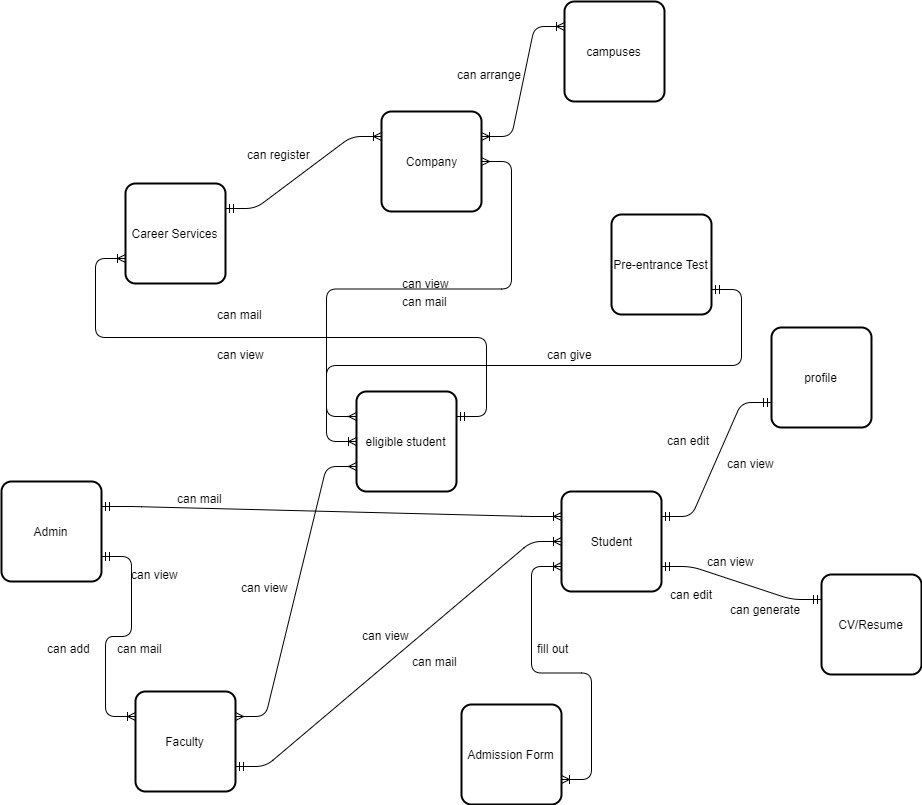 campuses
can arrange
can register
Company
Career Services
Pre-entrance Test
can view
can mail
can mail
can view
can give
profile
eligible student
can edit
can view
can mail
Admin
Student
can view
can view
can view
can edit
can generate
CV/Resume
can add
can mail
can view
can mail
fill out
Faculty
Admission Form